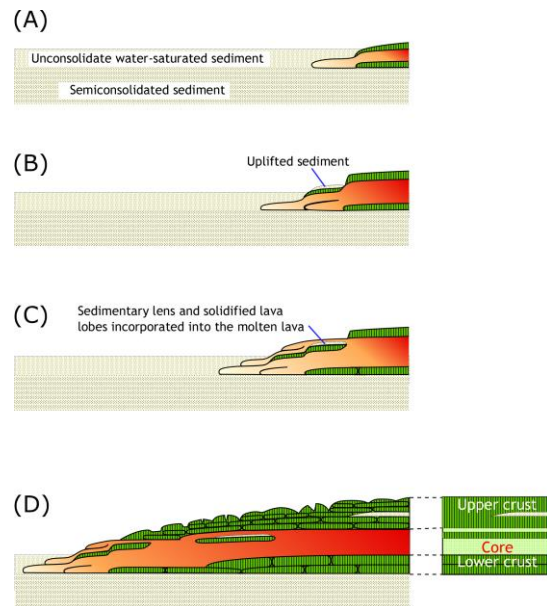 (A)
Unconsolidate water-saturated sediment
Semiconsolidated sediment
(B)
Uplifted sediment
(C)
Sedimentary lens and solidified lava
lobes incorporated into the molten lava
(D)
Upper crust
Core
Lower crust